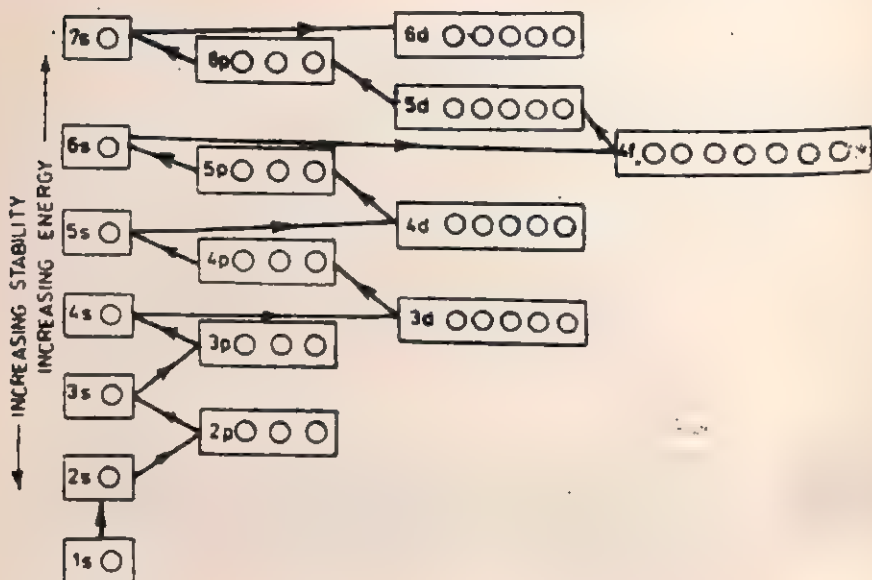 7s
6d
6p
5d
6s
4f
5p
5s
4d
4p
4s
3d
3p
3s
2p
2s
1s
INCREASING STABILITY
INCREASING ENERGY